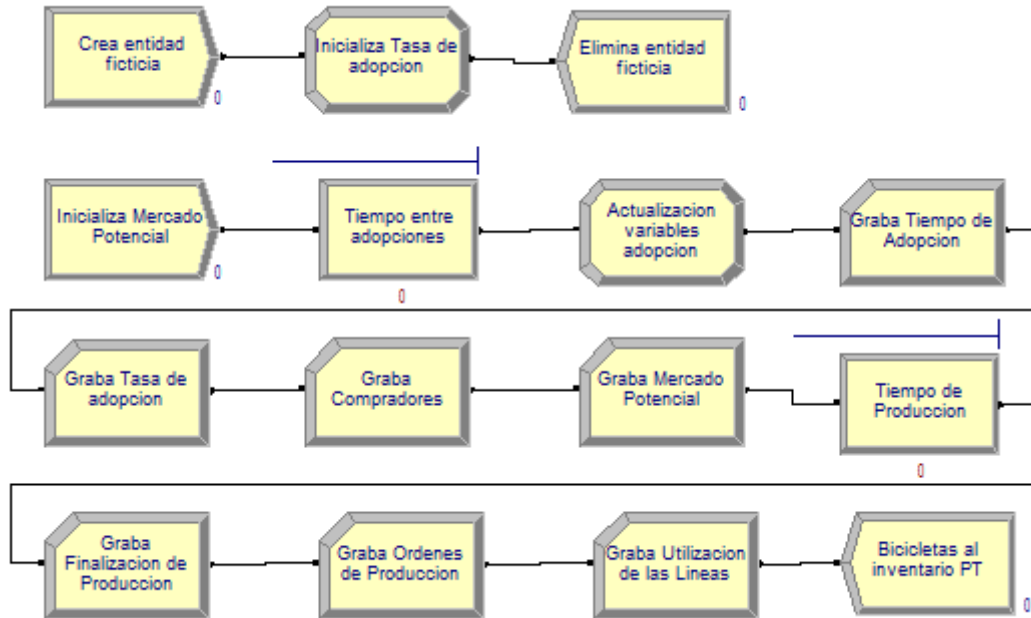 Crea entidad
ficticia
0
Inicializa Tasa de
adopcion
Elimina entidad
ficticia
0
Inicializa Mercado
Potencial
0
Tiempo entre
adopciones
0
Actualizacion
variables
adopcion
Graba Tiempo de
Adopcion
Graba Tasa de
adopcion
Graba
Compradores
Graba Mercado
Potencial
Tiempo de
Produccion
0
Graba
Finalizacion de
Produccion
Graba Ordenes
de Produccion
Graba Utilizacion
de las Lineas
Bicicletas al
inventario PT
0